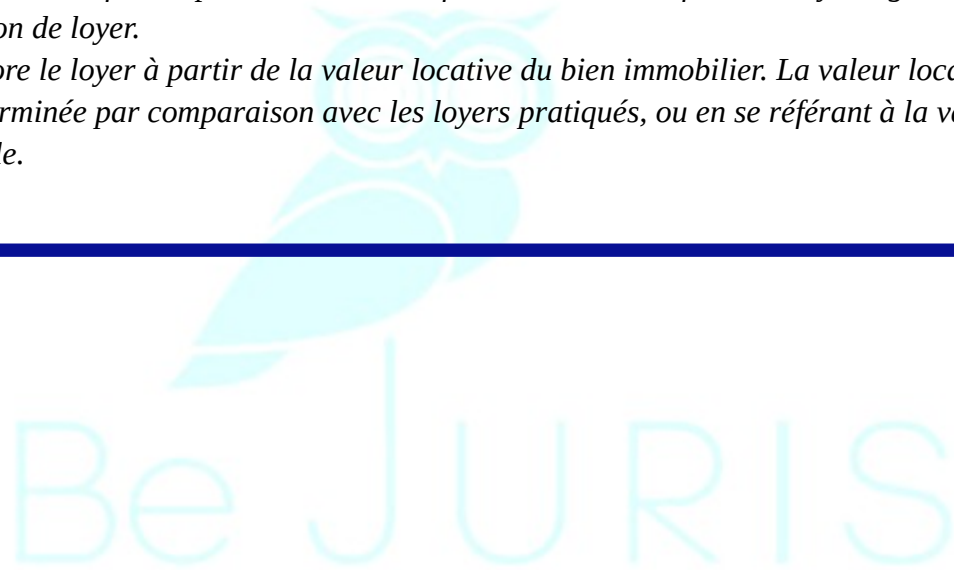 on de loyer.
ore le loyer à partir de la valeur locative du bien immobilier. La valeur loca
rminée par comparaison avec les loyers pratiqués, ou en se référant à la va
le.
Be JURIS